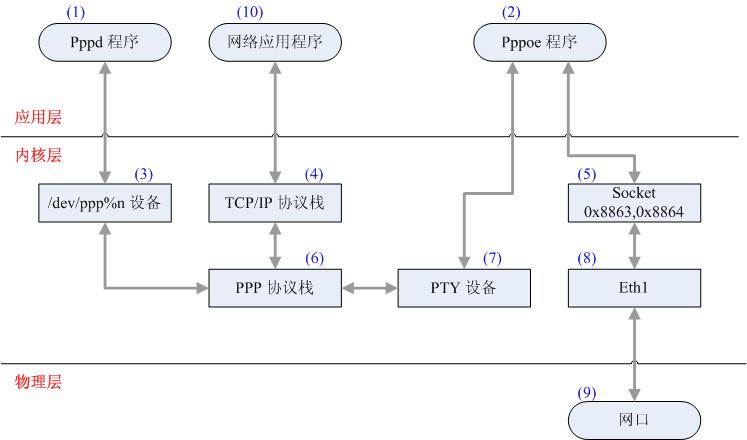 (1)
(10)
(2)
Pppd 程序
网络应用程序
Pppoe 程序
应用层
内核层
(3)
(4)
(5)
/dev/ppp%n 设备
TCP/IP 协议栈
Socket
0x8863,0x8864
(6)
(7)
(8)
PPP 协议栈
PTY 设备
Eth1
物理层
(9)
网口